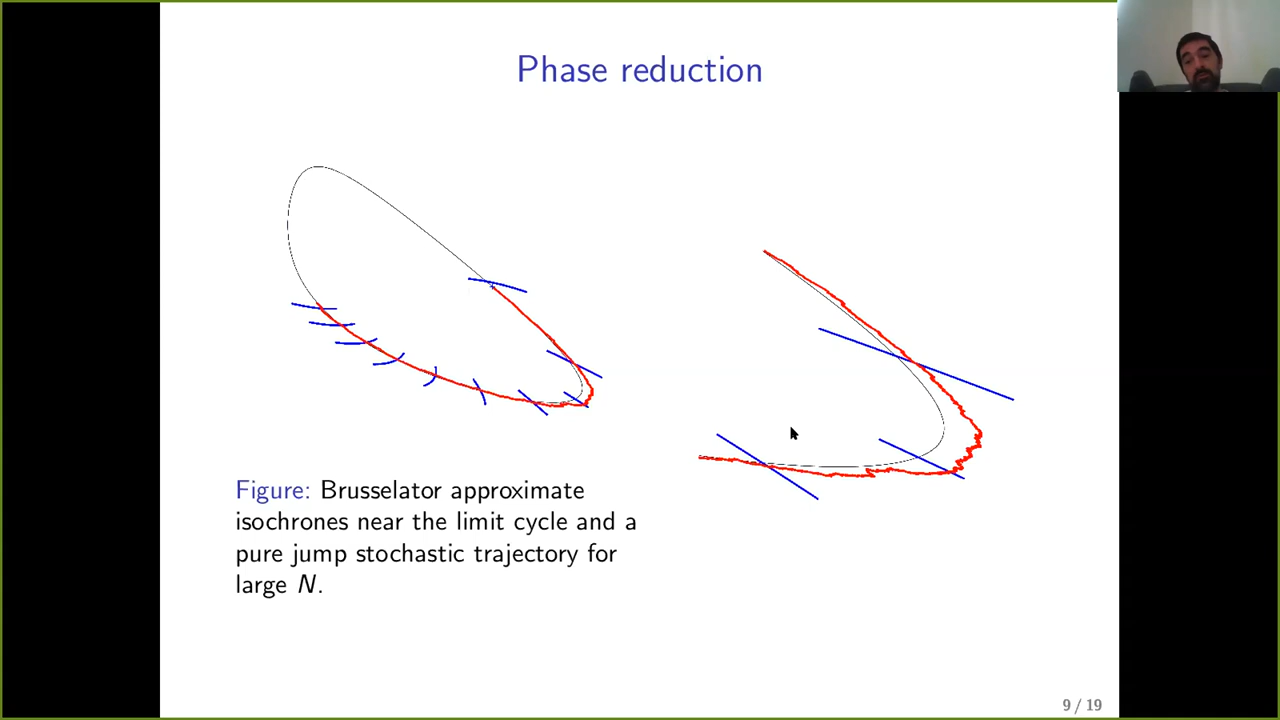 Phase reduction
Figure: Brusselator approximate
isochrones near the limit cycle and a
pure jump stochastic trajectory for
large N.
9 / 19